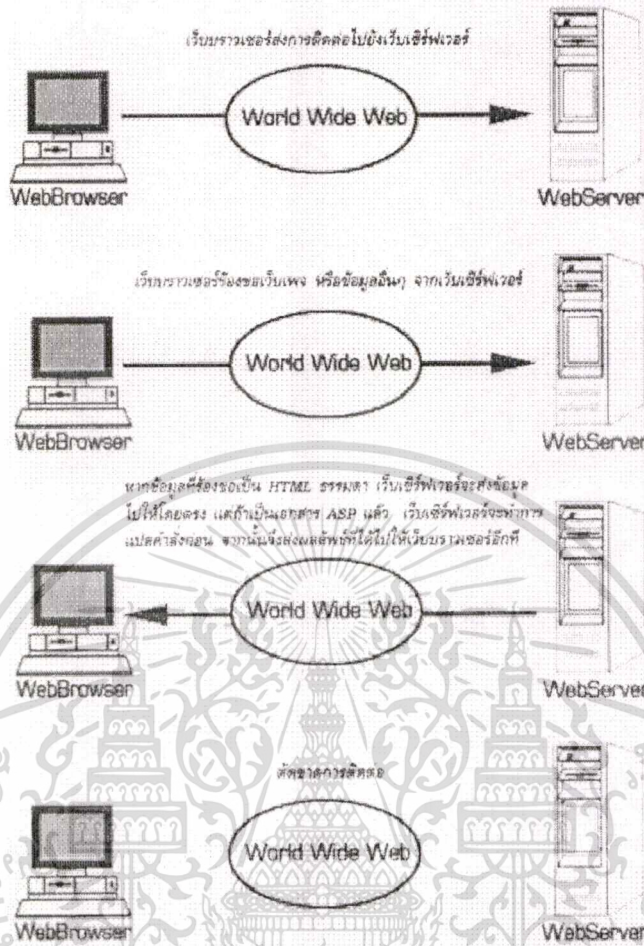 เว็บบราวเซอร์ส่งการติดต่อไปยังเว็บเซิร์ฟเวอร์
World Wide Web
WebBrowser
WebServer
เว็บบราวเซอร์ร้องขอเว็บเพจ หรือข้อมูลอื่นๆ จากเว็บเซิร์ฟเวอร์
World Wide Web
WebBrowser
WebServer
หากข้อมูลที่ร้องขอเป็น HTML ธรรมดา เว็บเซิร์ฟเวอร์จะส่งข้อมูล
ไปให้โดยตรง แต่ถ้าเป็นเอกสาร ASP แล้ว เว็บเซิร์ฟเวอร์จะทำการ
แปลคำสั่งก่อน จากนั้นจึงส่งผลลัพธ์ที่ได้ไปให้เว็บบราวเซอร์อีกที
World Wide Web
WebBrowser
WebServer
ตัดขาดการติดต่อ
World Wide Web
WebBrowser
WebServer